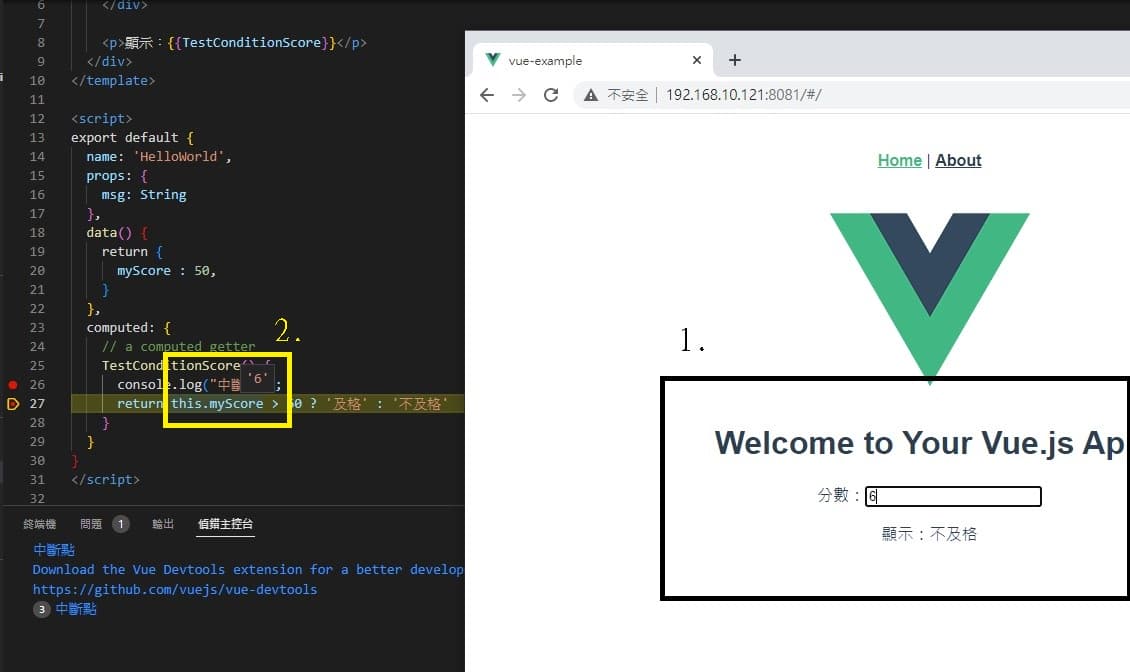 6 </div>
7
8 <p>顯示：{{TestConditionScore}}</p>
9 </div>
10 </template>
11
12 <script>
13 export default {
14 name: 'HelloWorld',
15 props: {
16 msg: String
17 },
18 data() {
19 return {
20 myScore : 50,
21 }
22 },
23 computed: {
2.
24 // a computed getter
25 TestConditionScore() {
26 console.log("中斷 ;
'6'
27 return this.myScore > 60 ? '及格' : '不及格'
28 }
29 }
30 }
31 </script>
32
終端機 問題 1 輸出 偵錯主控台
中斷點
Download the Vue Devtools extension for a better develop
https://github.com/vuejs/vue-devtools
3 中斷點
vue-example
不安全 | 192.168.10.121:8081/#/
Home | About
1.
Welcome to Your Vue.js Ap
分數：6
顯示：不及格